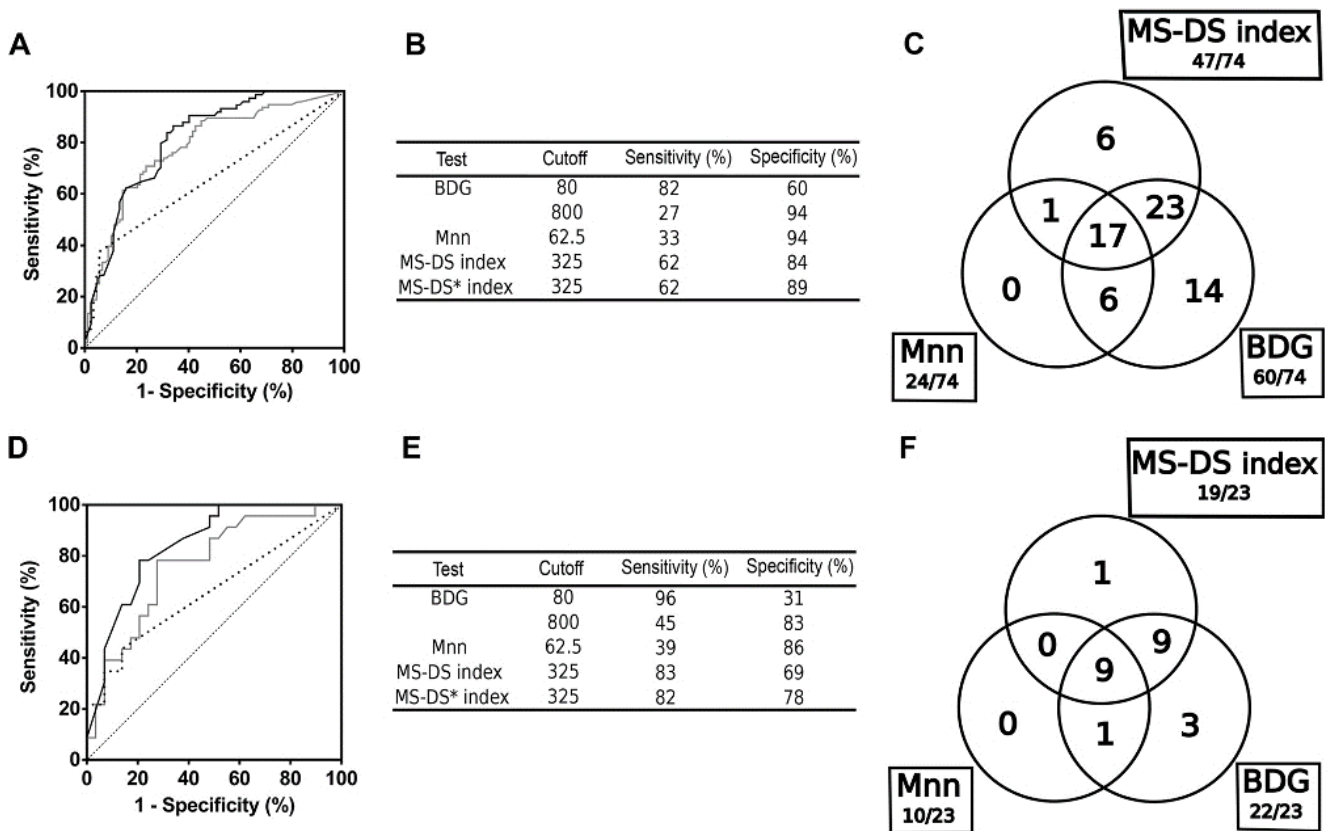 A
Sensitivity (%)
100
80
60
40
20
0
0 20 40 60 80 100
1- Specificity (%)
B
Test Cutoff Sensitivity (%) Specificity (%)
BDG 80 82 60
800 27 94
Mnn 62.5 33 94
MS-DS index 325 62 84
MS-DS* index 325 62 89
C
MS-DS index
47/74
6
1 17 23
0 6 14
Mnn
24/74
BDG
60/74
D
Sensitivity (%)
100
80
60
40
20
0
0 20 40 60 80 100
1 - Specificity (%)
E
Test Cutoff Sensitivity (%) Specificity (%)
BDG 80 96 31
800 45 83
Mnn 62.5 39 86
MS-DS index 325 83 69
MS-DS* index 325 82 78
F
MS-DS index
19/23
1
0 9 9
0 1 3
Mnn
10/23
BDG
22/23